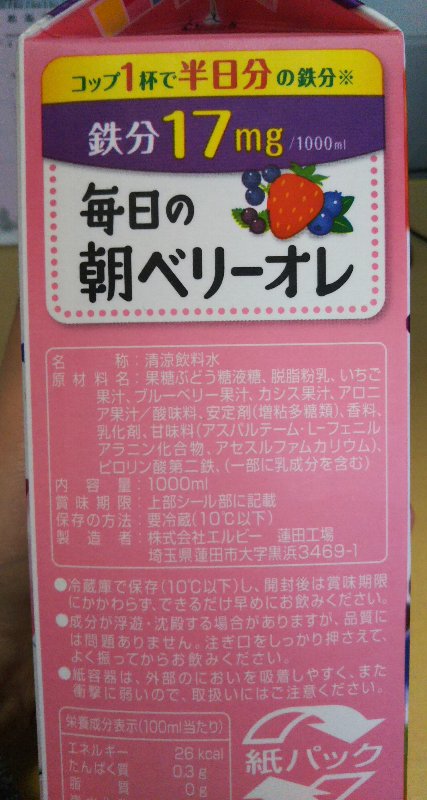 コップ1杯で半日分の鉄分※
鉄分17mg/1000ml
毎日の
朝ベリーオレ
名称:清涼飲料水
原材料名:果糖ぶどう糖液糖、脱脂粉乳、いちご
果汁、ブルーベリー果汁、カシス果汁、アロニ
ア果汁/酸味料、安定剤(増粘多糖類)、香料、
乳化剤、甘味料(アスパルテーム・L-フェニル
アラニン化合物、アセスルファムカリウム)、
ピロリン酸第二鉄、(一部に乳成分を含む)
内容量:1000ml
賞味期限:上部シール部に記載
保存の方法:要冷蔵(10℃以下)
製造者:株式会社エルビー 蓮田工場
埼玉県蓮田市大字黒浜3469-1
●冷蔵庫で保存(10℃以下)し、開封後は賞味期限
にかかわらず、できるだけ早めにお飲みください。
●成分が浮遊・沈殿する場合がありますが、品質に
は問題ありません。注ぎ口をしっかり押さえて、
よく振ってからお飲みください。
●紙容器は、外部のにおいを吸着しやすく、また
衝撃に弱いので、取扱いにはご注意ください。
栄養成分表示(100ml当たり)
エネルギー 26kcal
たんぱく質 0.3g
脂質 0g
紙パック